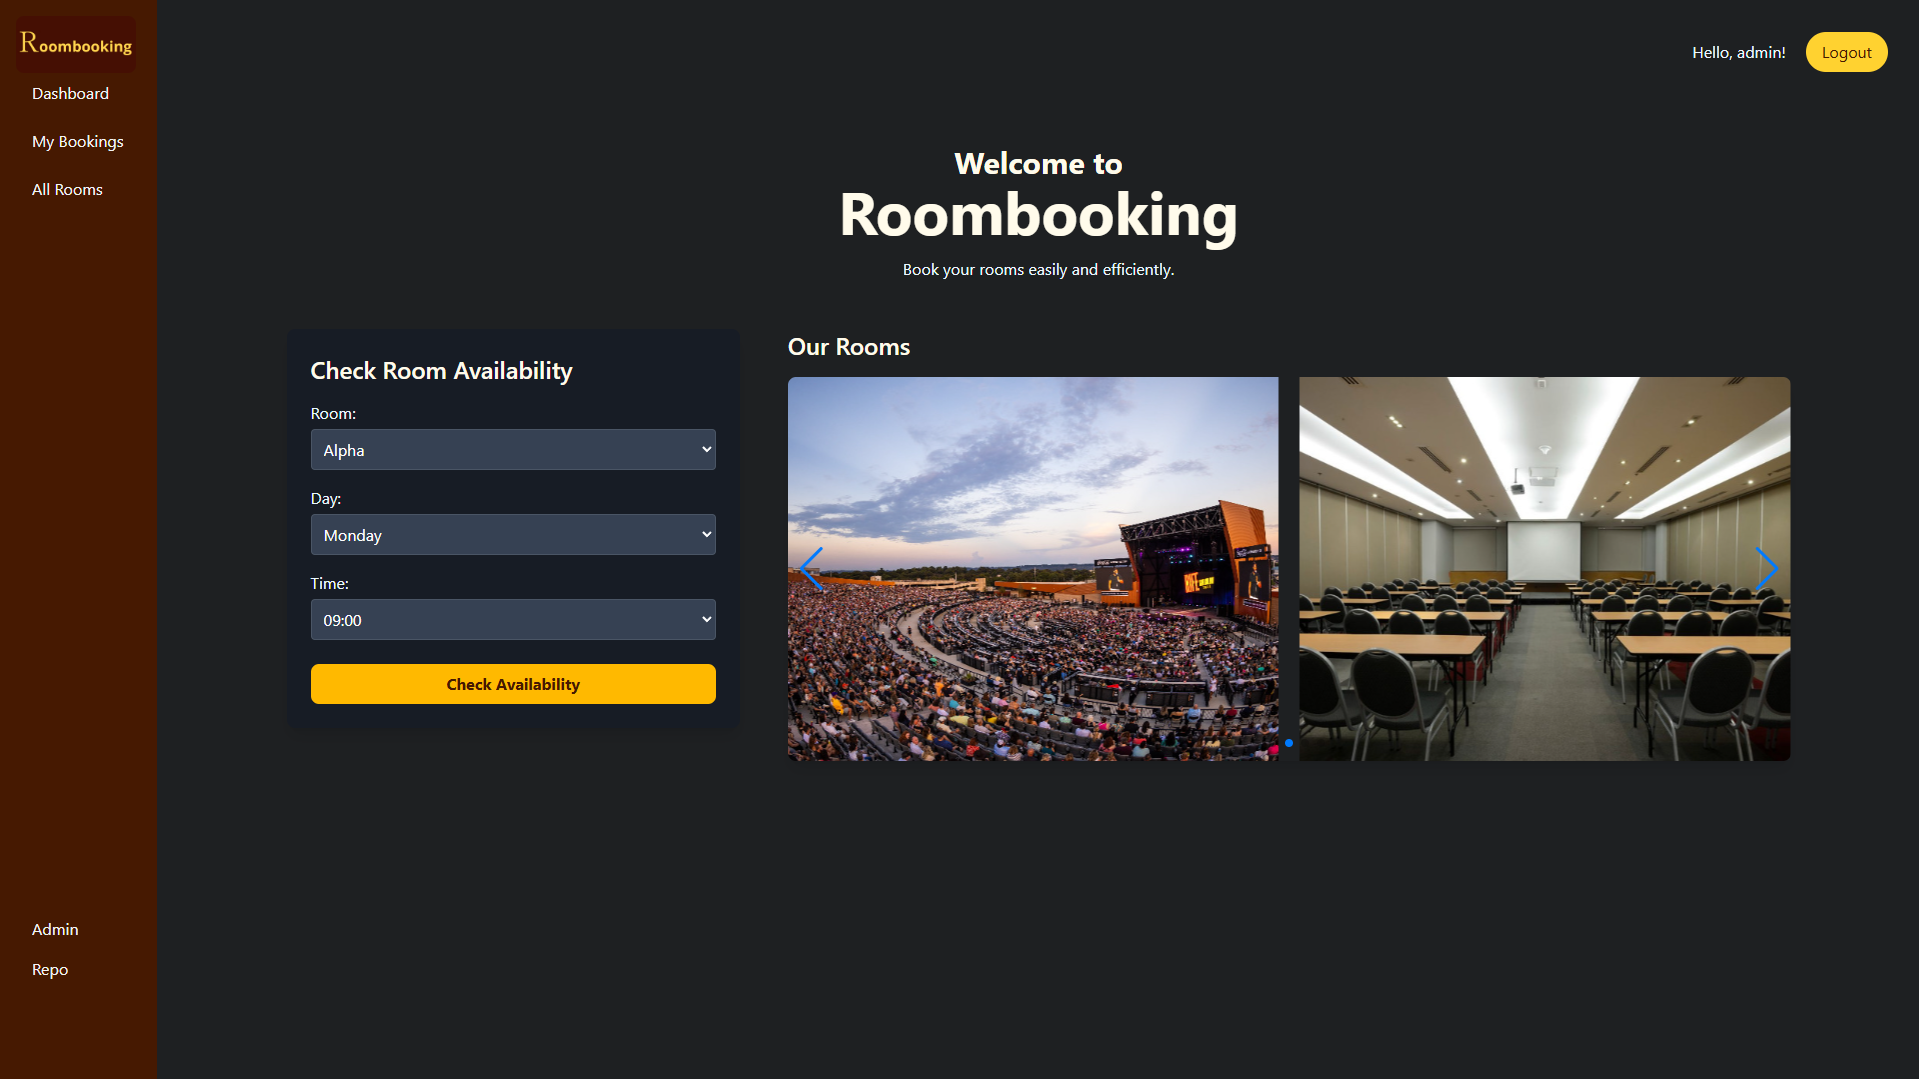 Roombooking
Dashboard
My Bookings
All Rooms
Admin
Repo
Hello, admin!
Logout
Welcome to
Roombooking
Book your rooms easily and efficiently.
Check Room Availability
Room:
Alpha
Day:
Monday
Time:
09:00
Check Availability
Our Rooms